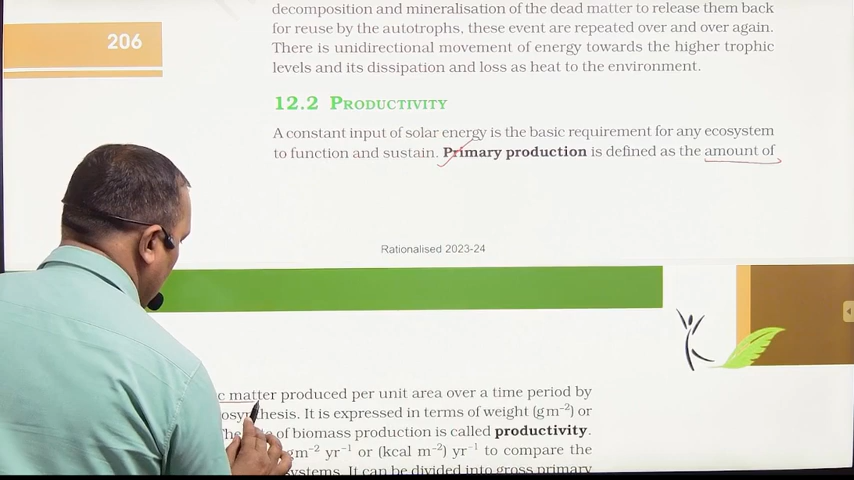 decomposition and mineralisation of the dead matter to release them back
206
for reuse by the autotrophs, these event are repeated over and over again.
There is unidirectional movement of energy towards the higher trophic
levels and its dissipation and loss as heat to the environment.
12.2 PRODUCTIVITY
A constant input of solar energy is the basic requirement for any ecosystem
to function and sustain. Primary production is defined as the amount of
Rationalised 2023-24
c matter produced per unit area over a time period by
osynthesis. It is expressed in terms of weight (gm⁻²) or
of biomass production is called productivity.
gm⁻² yr⁻¹ or (kcal m⁻²) yr⁻¹ to compare the
systems. It can be divided into gross primary